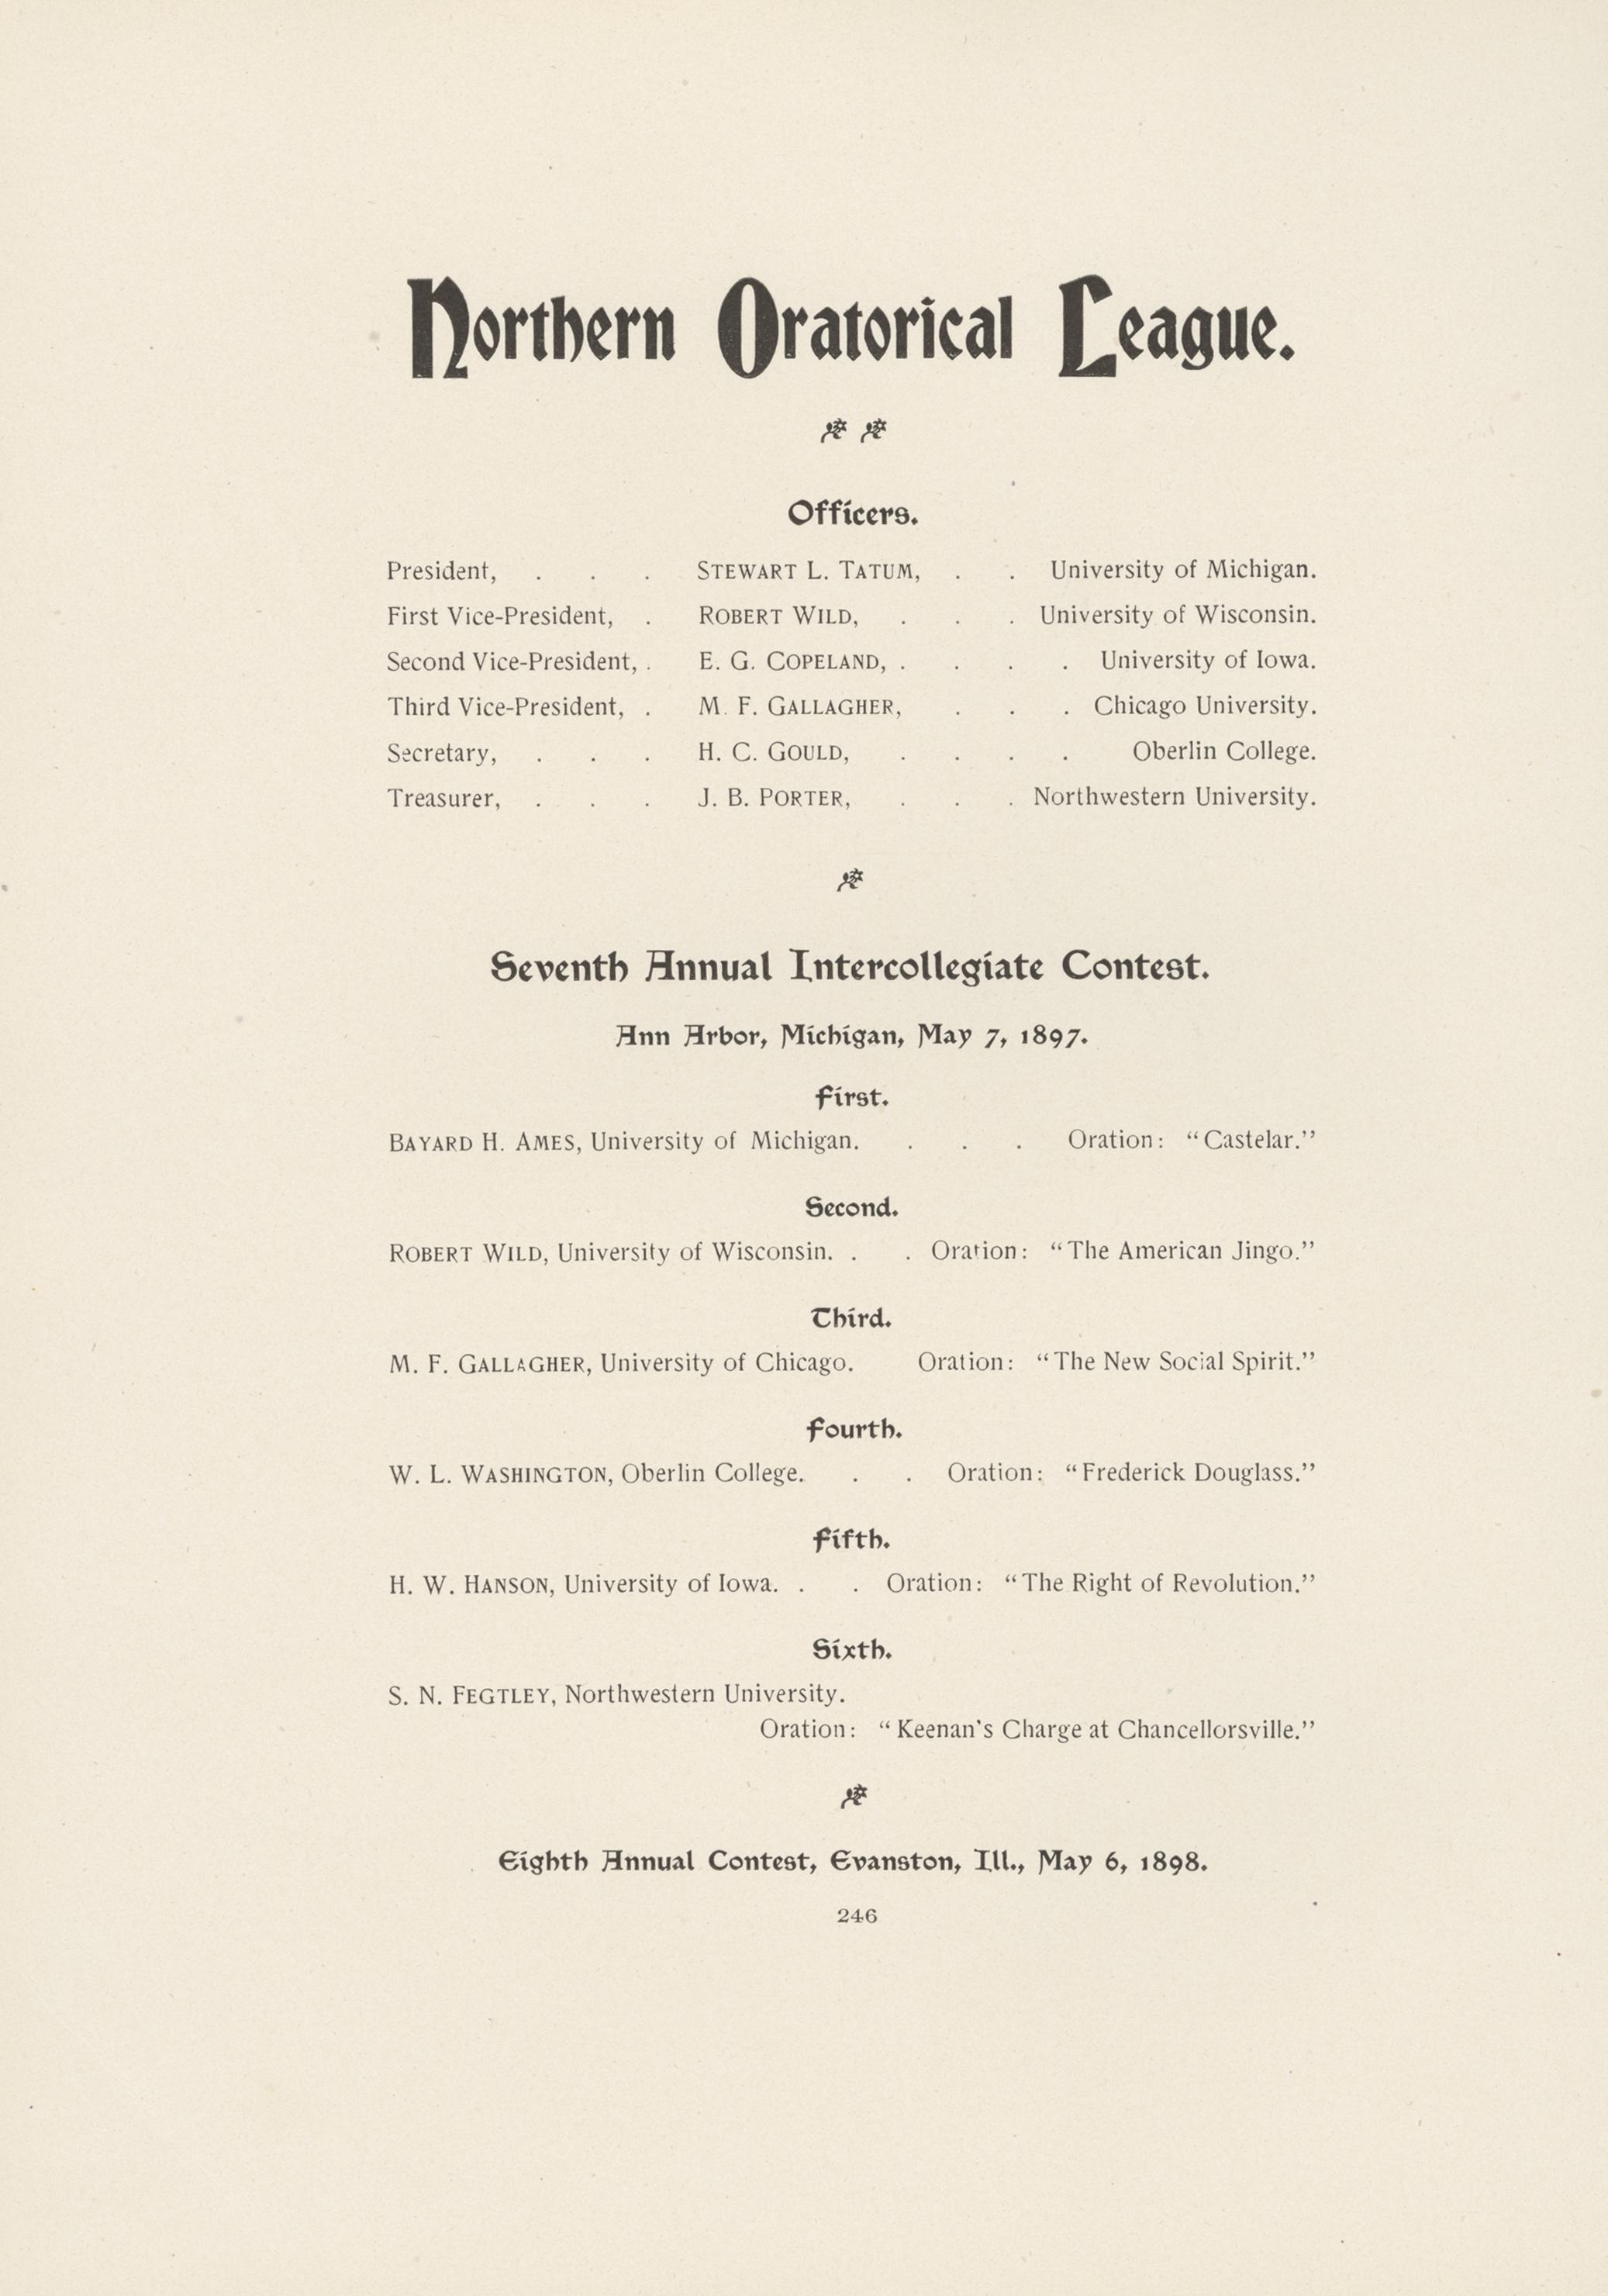 Northern Oratorical League.
Officers.
President, . . . STEWART L. TATUM, . . University of Michigan.
First Vice-President, . ROBERT WILD, . . . University of Wisconsin.
Second Vice-President, . E. G. COPELAND, . . . . University of Iowa.
Third Vice-President, . M. F. GALLAGHER, . . . Chicago University.
Secretary, . . . H. C. GOULD, . . . . Oberlin College.
Treasurer, . . . J. B. PORTER, . . . Northwestern University.
Seventh Annual Intercollegiate Contest.
Ann Arbor, Michigan, May 7, 1897.
First.
BAYARD H. AMES, University of Michigan. . . . Oration: “Castelar.”
Second.
ROBERT WILD, University of Wisconsin. . . Oration: “The American Jingo.”
Third.
M. F. GALLAGHER, University of Chicago. Oration: “The New Social Spirit.”
Fourth.
W. L. WASHINGTON, Oberlin College. . . Oration: “Frederick Douglass.”
Fifth.
H. W. HANSON, University of Iowa. . . Oration: “The Right of Revolution.”
Sixth.
S. N. FEGTLEY, Northwestern University.
Oration: “Keenan's Charge at Chancellorsville.”
Eighth Annual Contest, Evanston, Ill., May 6, 1898.
246